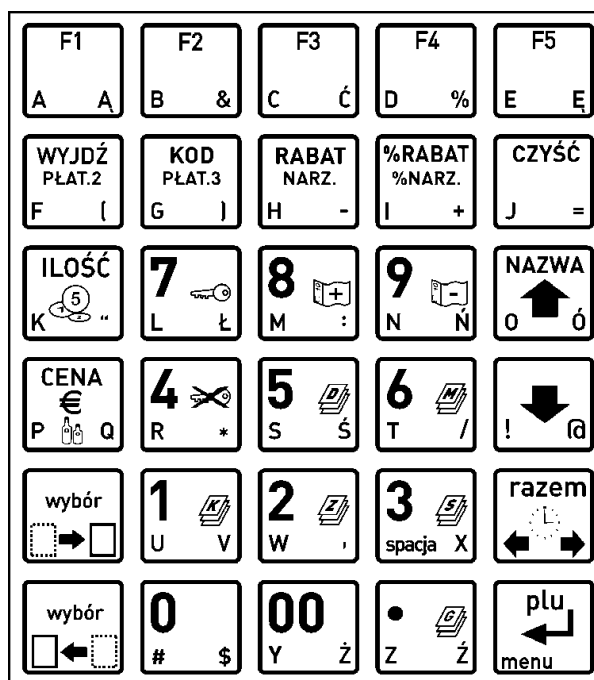 F1 F2 F3 F4 F5
A Ą B & C Ć D % E Ę
WYJDŹ KOD RABAT %RABAT CZYŚĆ
PŁAT.2 PŁAT.3 NARZ. %NARZ.
F ( G ) H - I + J =
ILOŚĆ 7 8 9 NAZWA
5 + -
K “ L Ł M : N Ń O Ó
CENA 4 5 6
€ D M
P Q R * S Ś T / ! @
wybór 1 2 3 razem
K Z S
U V W , spacja X
wybór 0 00 • plu
G
# $ Y Ż Z Ź menu